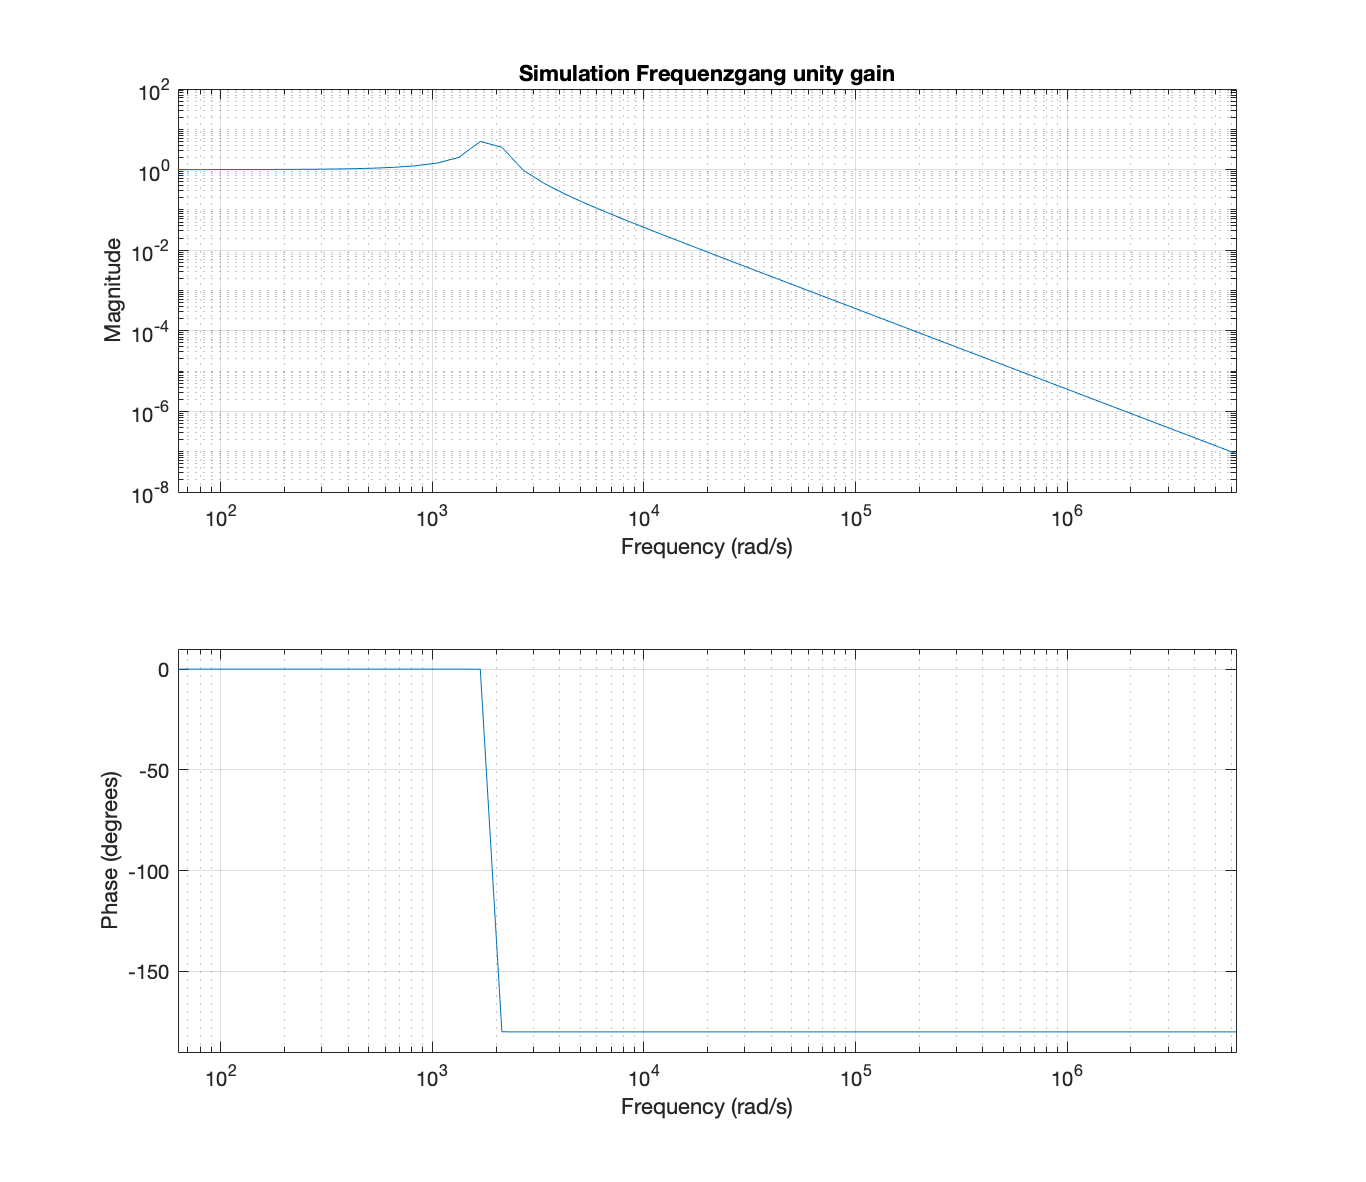 Simulation Frequenzgang unity gain
10^2
10^0
10^-2
10^-4
10^-6
10^-8
Magnitude
10^2 10^3 10^4 10^5 10^6
Frequency (rad/s)
0
-50
-100
-150
Phase (degrees)
10^2 10^3 10^4 10^5 10^6
Frequency (rad/s)